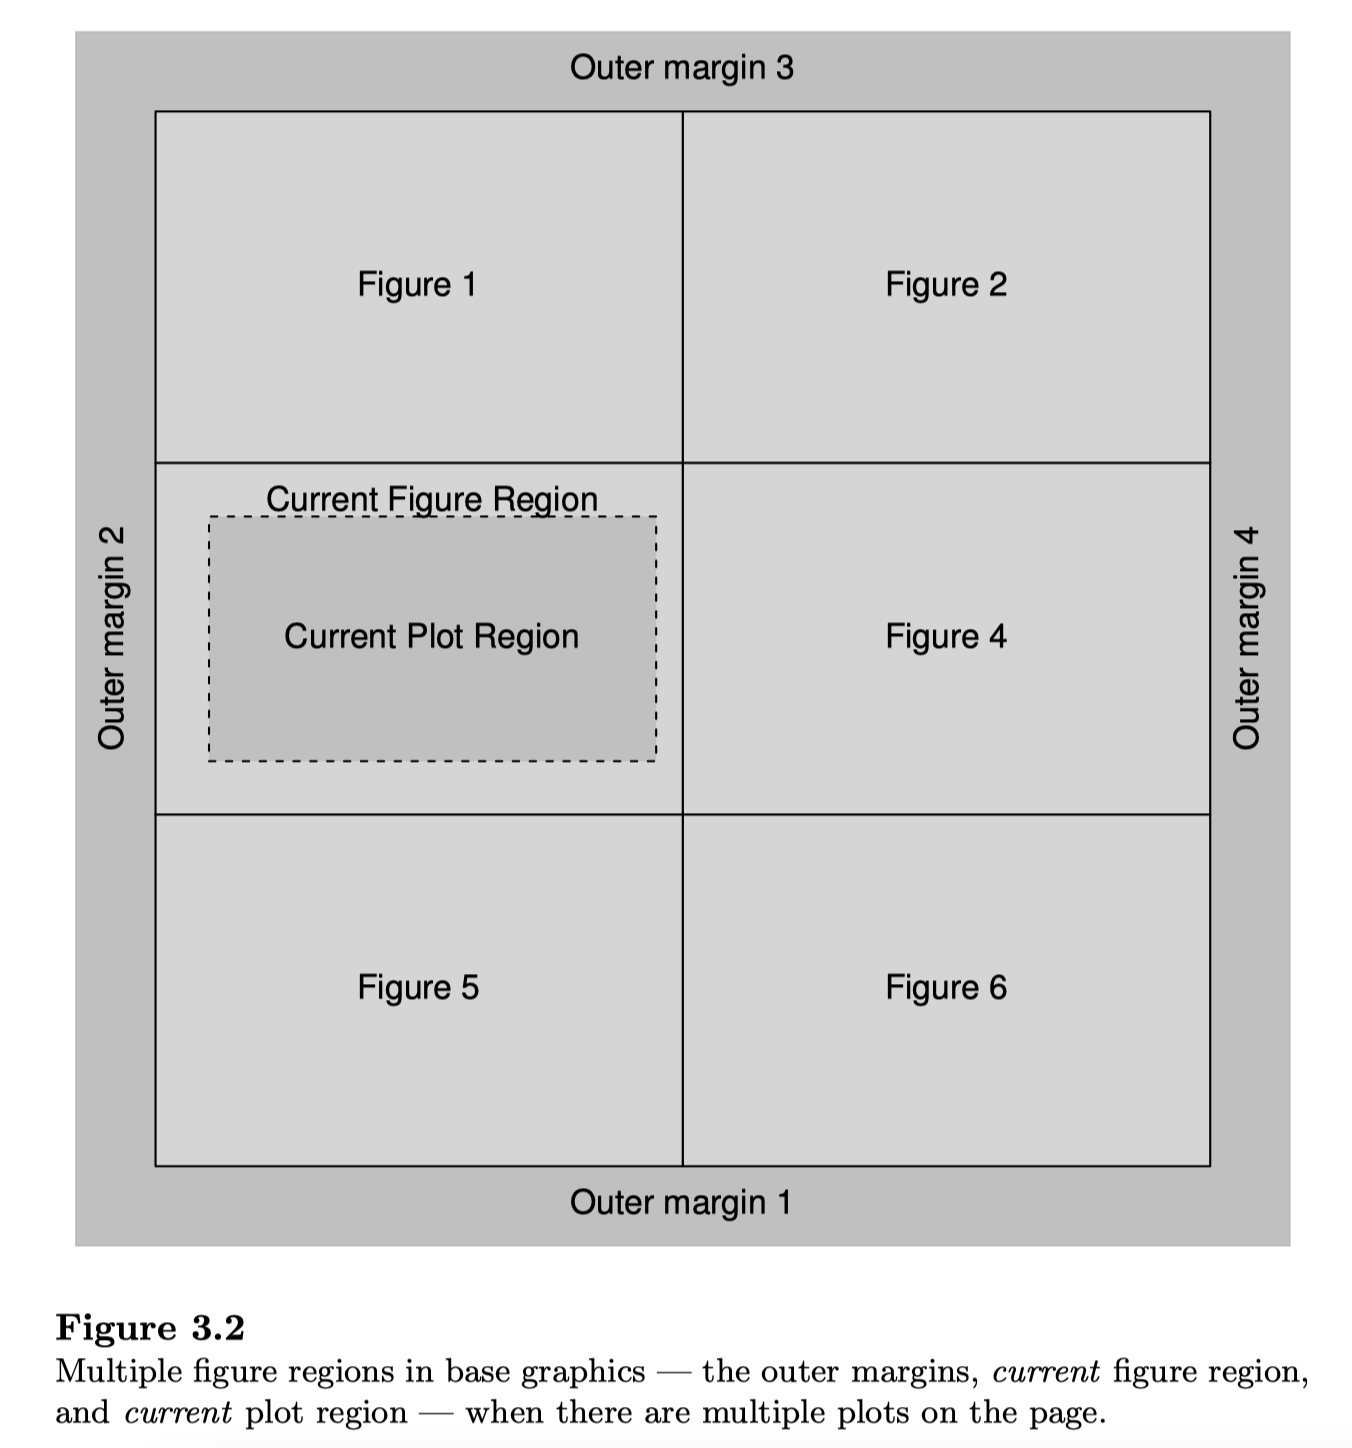 Outer margin 3
Figure 1
Figure 2
Current Figure Region
Outer margin 2
Current Plot Region
Figure 4
Outer margin 4
Figure 5
Figure 6
Outer margin 1
Figure 3.2
Multiple figure regions in base graphics — the outer margins, current figure region,
and current plot region — when there are multiple plots on the page.